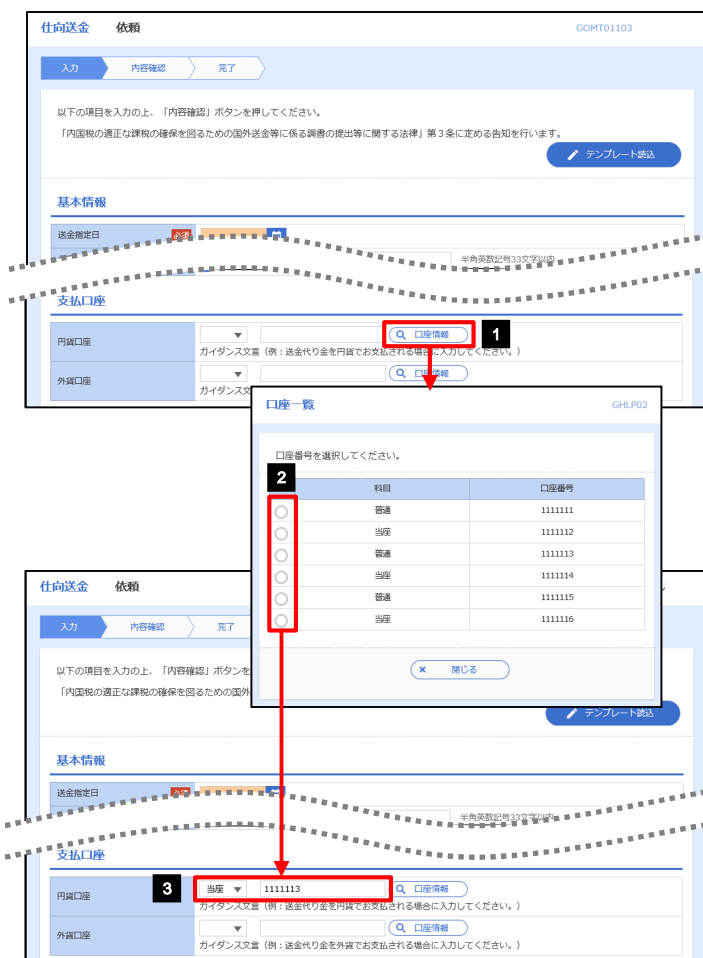 仕向送金 依頼 GOMT01103
入力 内容確認 完了
以下の項目を入力の上、「内容確認」ボタンを押してください。
「内国税の適正な課税の確保を図るための国外送金等に係る調書の提出等に関する法律」第3条に定める告知を行います。
テンプレート読込
基本情報
送金指定日 必須
半角英数記号33文字以内
支払口座
円貨口座 口座情報 1
ガイダンス文言（例：送金代り金を円貨でお支払される場合に入力してください。）
外貨口座 口座情報
ガイダンス文
口座一覧 GHLP02
口座番号を選択してください。
2
科目 口座番号
普通 1111111
当座 1111112
普通 1111113
当座 1111114
普通 1111115
当座 1111116
× 閉じる
仕向送金 依頼
入力 内容確認 完了
以下の項目を入力の上、「内容確認」ボタンを
「内国税の適正な課税の確保を図るための国外
テンプレート読込
基本情報
送金指定日 必須
半角英数記号33文字以内
支払口座
円貨口座 3 当座 1111113 口座情報
ガイダンス文言（例：送金代り金を円貨でお支払される場合に入力してください。）
外貨口座 口座情報
ガイダンス文言（例：送金代り金を外貨でお支払される場合に入力してください。）